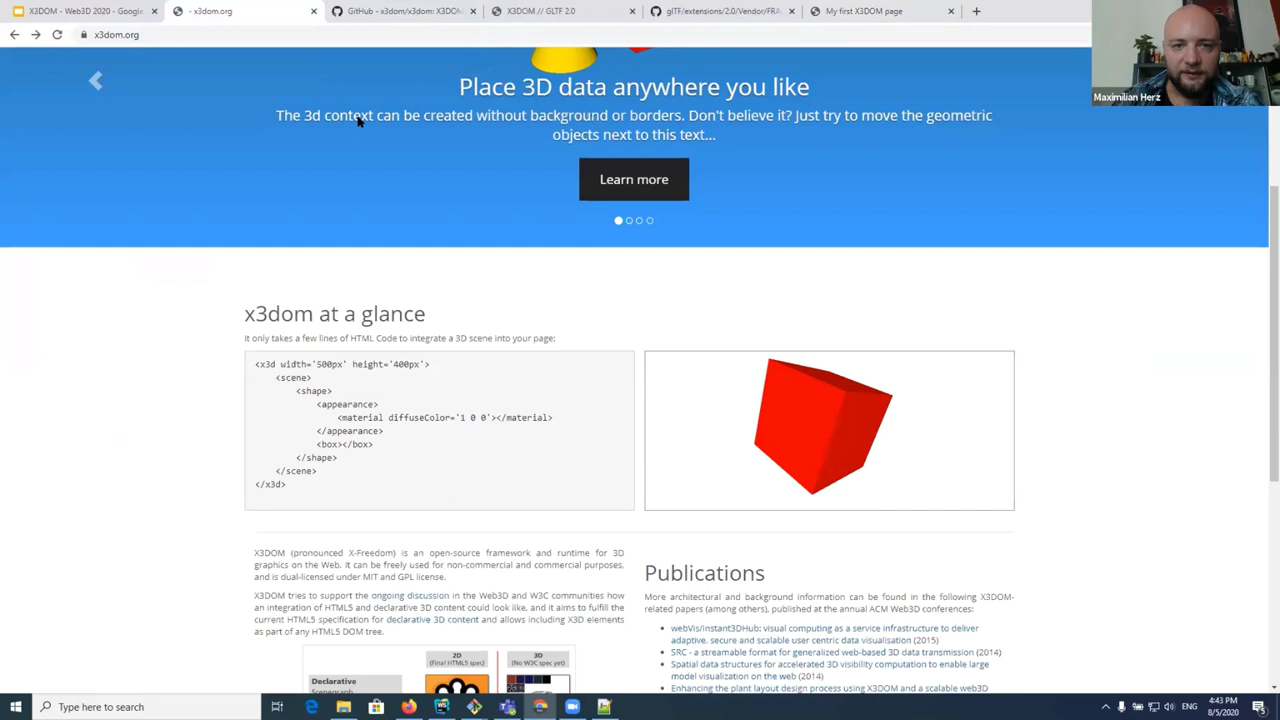 X3DOM - Web3D 2020 - Googl
- x3dom.org
GitHub - x3dom/x3dom: X3DOM
X3DOM // GLTF 2.0
glTF/extensions/2.0/Vendor/FRA
My first X3DOM page
x3dom.org
Maximilian Herz
Place 3D data anywhere you like
The 3d context can be created without background or borders. Don't believe it? Just try to move the geometric
objects next to this text...
Learn more
x3dom at a glance
It only takes a few lines of HTML Code to integrate a 3D scene into your page:
<x3d width='500px' height='400px'>
<scene>
<shape>
<appearance>
<material diffuseColor='1 0 0'></material>
</appearance>
<box></box>
</shape>
</scene>
</x3d>
X3DOM (pronounced X-Freedom) is an open-source framework and runtime for 3D
graphics on the Web. It can be freely used for non-commercial and commercial purposes,
and is dual-licensed under MIT and GPL license.
X3DOM tries to support the ongoing discussion in the Web3D and W3C communities how
an integration of HTML5 and declarative 3D content could look like, and it aims to fulfill the
current HTML5 specification for declarative 3D content and allows including X3D elements
as part of any HTML5 DOM tree.
2D
(Final HTML5 spec)
3D
(No W3C spec yet)
Declarative
Scenegraph
Publications
More architectural and background information can be found in the following X3DOM-
related papers (among others), published at the annual ACM Web3D conferences:
webVis/instant3DHub: visual computing as a service infrastructure to deliver
adaptive, secure and scalable user centric data visualisation (2015)
SRC - a streamable format for generalized web-based 3D data transmission (2014)
Spatial data structures for accelerated 3D visibility computation to enable large
model visualization on the web (2014)
Enhancing the plant layout design process using X3DOM and a scalable web3D
Type here to search
ENG
4:43 PM
8/5/2020